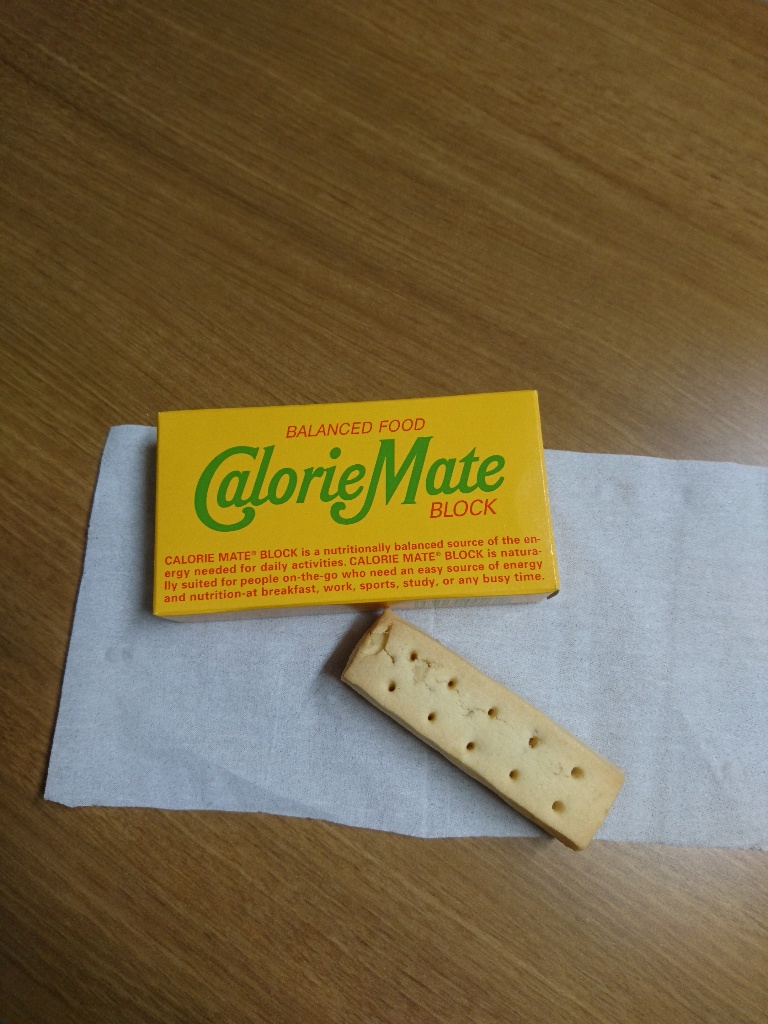 BALANCED FOOD
CalorieMate
BLOCK
CALORIE MATE® BLOCK is a nutritionally balanced source of the en-
ergy needed for daily activities. CALORIE MATE® BLOCK is natura-
lly suited for people on-the-go who need an easy source of energy
and nutrition-at breakfast, work, sports, study, or any busy time.